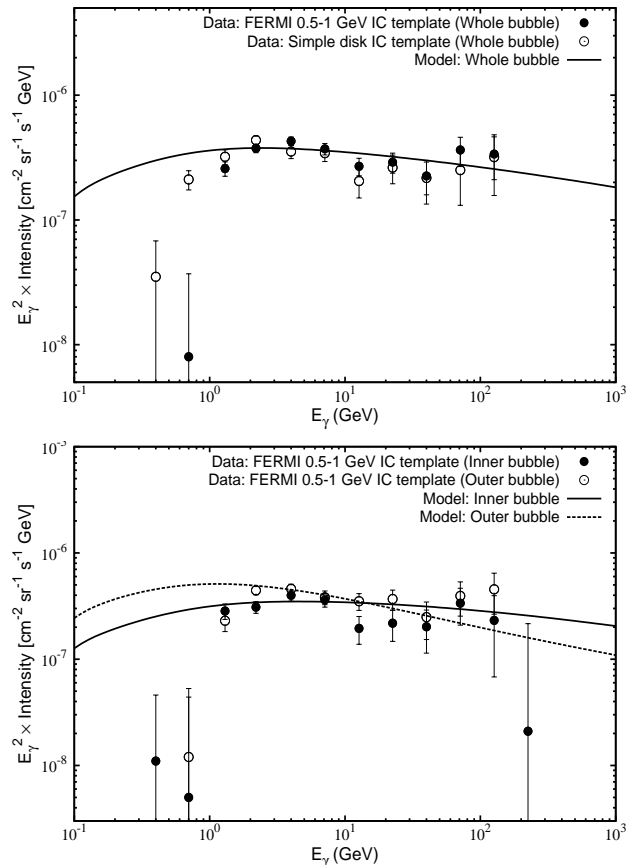 Data: FERMI 0.5-1 GeV IC template (Whole bubble)
Data: Simple disk IC template (Whole bubble)
Model: Whole bubble
10^-6
10^-7
10^-8
E_γ^2 × Intensity [cm^-2 sr^-1 s^-1 GeV]
10^-1 10^0 10^1 10^2 10^3
E_γ (GeV)
Data: FERMI 0.5-1 GeV IC template (Inner bubble)
Data: FERMI 0.5-1 GeV IC template (Outer bubble)
Model: Inner bubble
Model: Outer bubble
10^-5
10^-6
10^-7
10^-8
E_γ^2 × Intensity [cm^-2 sr^-1 s^-1 GeV]
10^-1 10^0 10^1 10^2 10^3
E_γ (GeV)